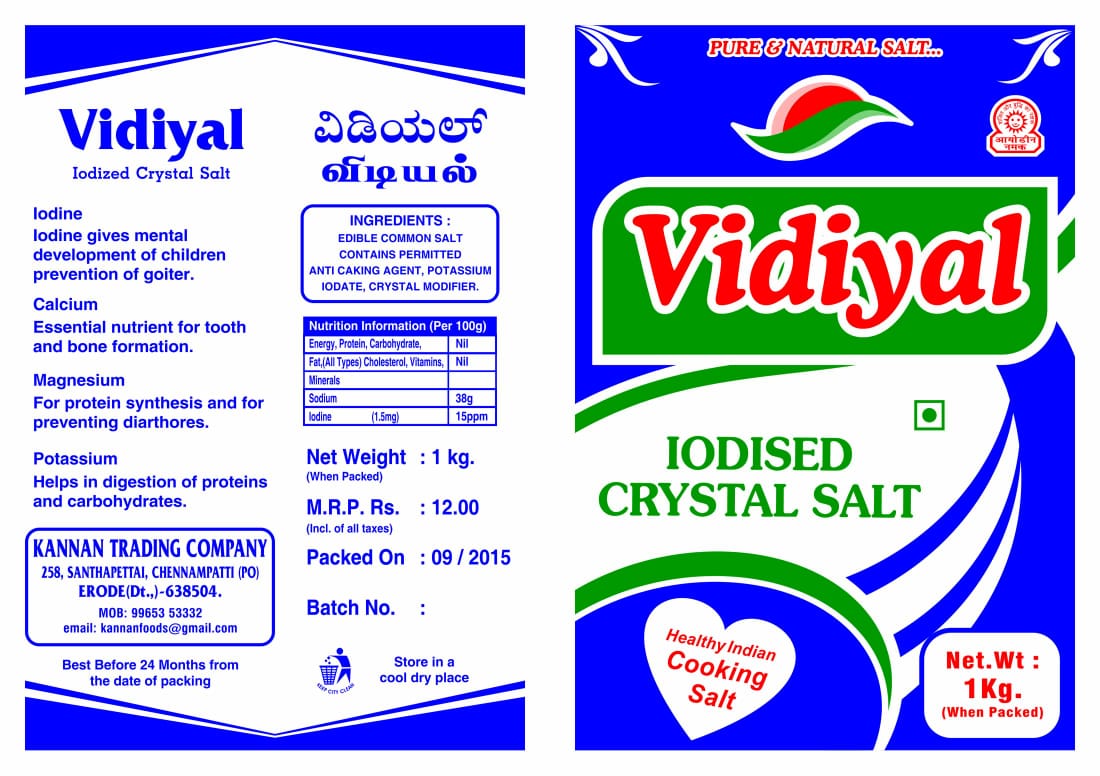 Vidiyal
Iodized Crystal Salt
Iodine
Iodine gives mental
development of children
prevention of goiter.
Calcium
Essential nutrient for tooth
and bone formation.
Magnesium
For protein synthesis and for
preventing diarthores.
Potassium
Helps in digestion of proteins
and carbohydrates.
KANNAN TRADING COMPANY
258, SANTHAPETTAI, CHENNAMPATTI (PO)
ERODE(Dt.,)-638504.
MOB: 99653 53332
email: kannanfoods@gmail.com
Best Before 24 Months from
the date of packing
ವಿಡಿಯಲ್
விடியல்
INGREDIENTS :
EDIBLE COMMON SALT
CONTAINS PERMITTED
ANTI CAKING AGENT, POTASSIUM
IODATE, CRYSTAL MODIFIER.
Nutrition Information (Per 100g)
Energy, Protein, Carbohydrate, Nil
Fat,(All Types) Cholesterol, Vitamins, Nil
Minerals
Sodium 38g
Iodine (1.5mg) 15ppm
Net Weight : 1 kg.
(When Packed)
M.R.P. Rs. : 12.00
(Incl. of all taxes)
Packed On : 09 / 2015
Batch No. :
KEEP CITY CLEAN
Store in a
cool dry place
PURE & NATURAL SALT...
आयोडीन
नमक
Vidiyal
IODISED
CRYSTAL SALT
Healthy Indian
Cooking
Salt
Net.Wt :
1Kg.
(When Packed)